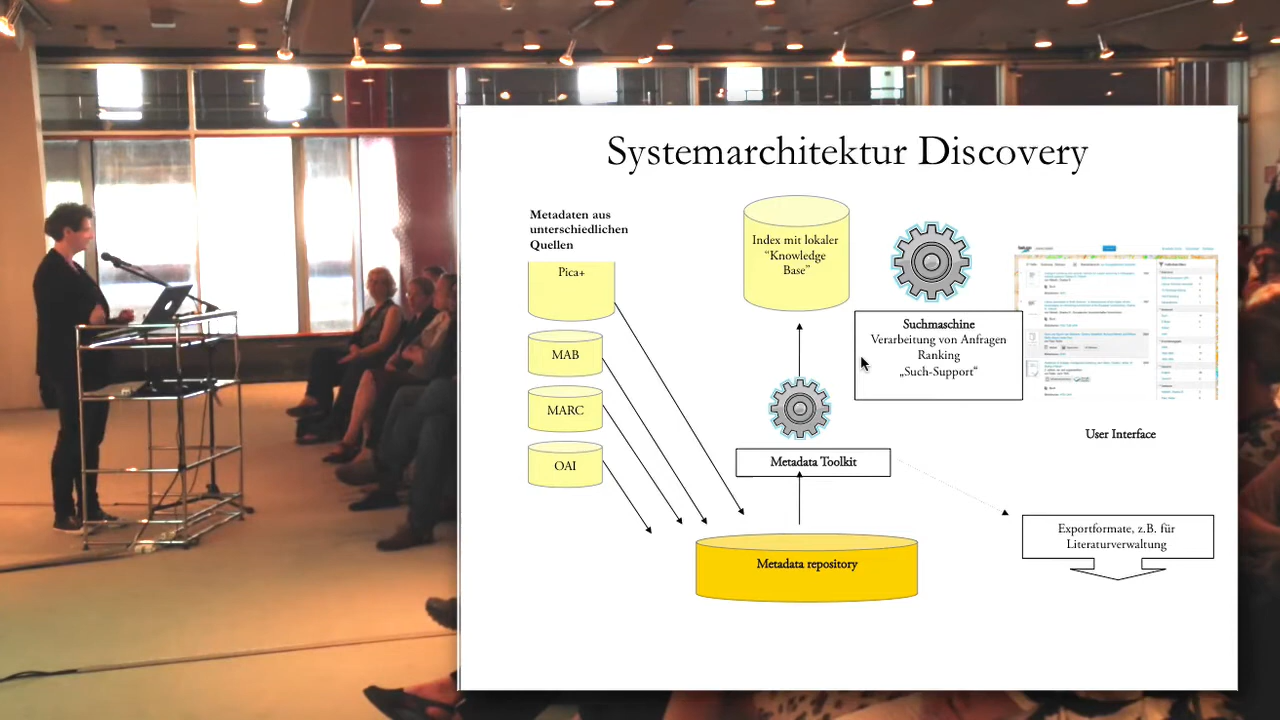 Systemarchitektur Discovery
Metadaten aus
unterschiedlichen
Quellen
Pica+
MAB
MARC
OAI
Index mit lokaler
“Knowledge
Base”
Suchmaschine
Verarbeitung von Anfragen
Ranking
„Such-Support“
User Interface
Metadata Toolkit
Exportformate, z.B. für
Literaturverwaltung
Metadata repository